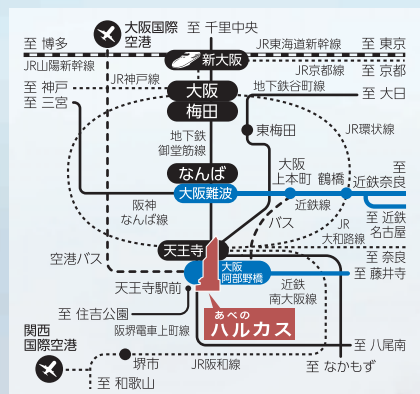 大阪国際
空港
至 千里中央
至 博多
JR東海道新幹線
至 東京
新大阪
JR山陽新幹線
JR京都線
至 京都
至 神戸
JR神戸線
大阪
地下鉄谷町線
至 大日
至 三宮
梅田
東梅田
JR環状線
地下鉄
御堂筋線
なんば
大阪
上本町
鶴橋
至
近鉄奈良
大阪難波
近鉄線
阪神
なんば線
バス
JR
大和路線
至 近鉄
名古屋
天王寺
至 奈良
空港バス
大阪
阿部野橋
至 藤井寺
天王寺駅前
近鉄
南大阪線
あべの
ハルカス
至 住吉公園
阪堺電車上町線
至 八尾南
関西
国際空港
堺市
JR阪和線
至 なかもず
至 和歌山